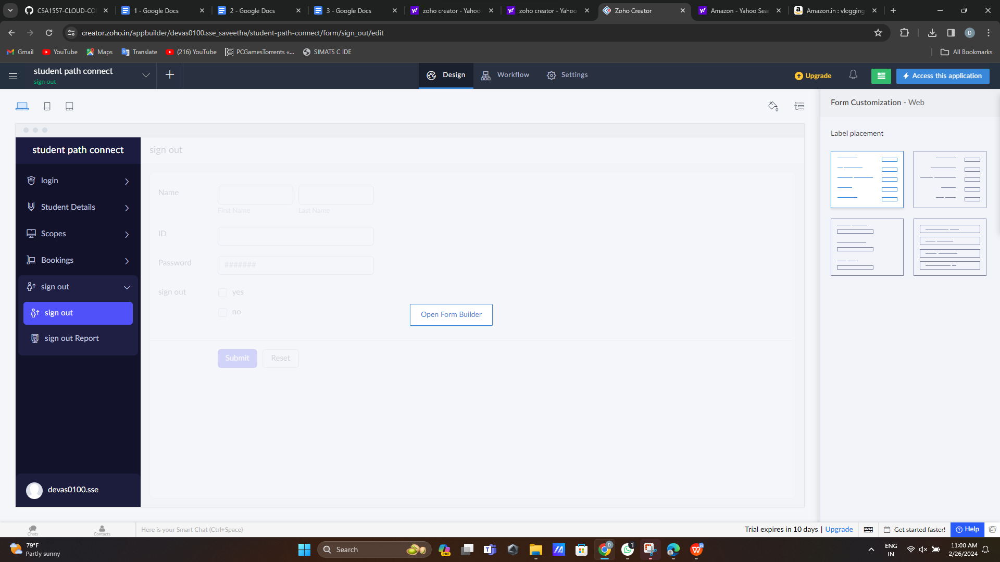 CSA1557-CLOUD-CO
1 - Google Docs
2 - Google Docs
3 - Google Docs
zoho creator - Yahoo
zoho creator - Yahoo
Zoho Creator
Amazon - Yahoo Sea
Amazon.in : vlogging
creator.zoho.in/appbuilder/devas0100.sse_saveetha/student-path-connect/form/sign_out/edit
D
Gmail
YouTube
Maps
Translate
(216) YouTube
PCGamesTorrents «...
SIMATS C IDE
All Bookmarks
student path connect
sign out
Design
Workflow
Settings
Upgrade
Access this application
Form Customization - Web
Label placement
student path connect
login
Student Details
Scopes
Bookings
sign out
sign out
sign out Report
devas0100.sse
sign out
Name
First Name
Last Name
ID
Password
#######
sign out
yes
no
Open Form Builder
Submit
Reset
Chats
Contacts
Here is your Smart Chat (Ctrl+Space)
Trial expires in 10 days | Upgrade
Get started faster!
Help
79°F
Partly sunny
Search
PRE
D
1
ENG
IN
11:00 AM
2/26/2024